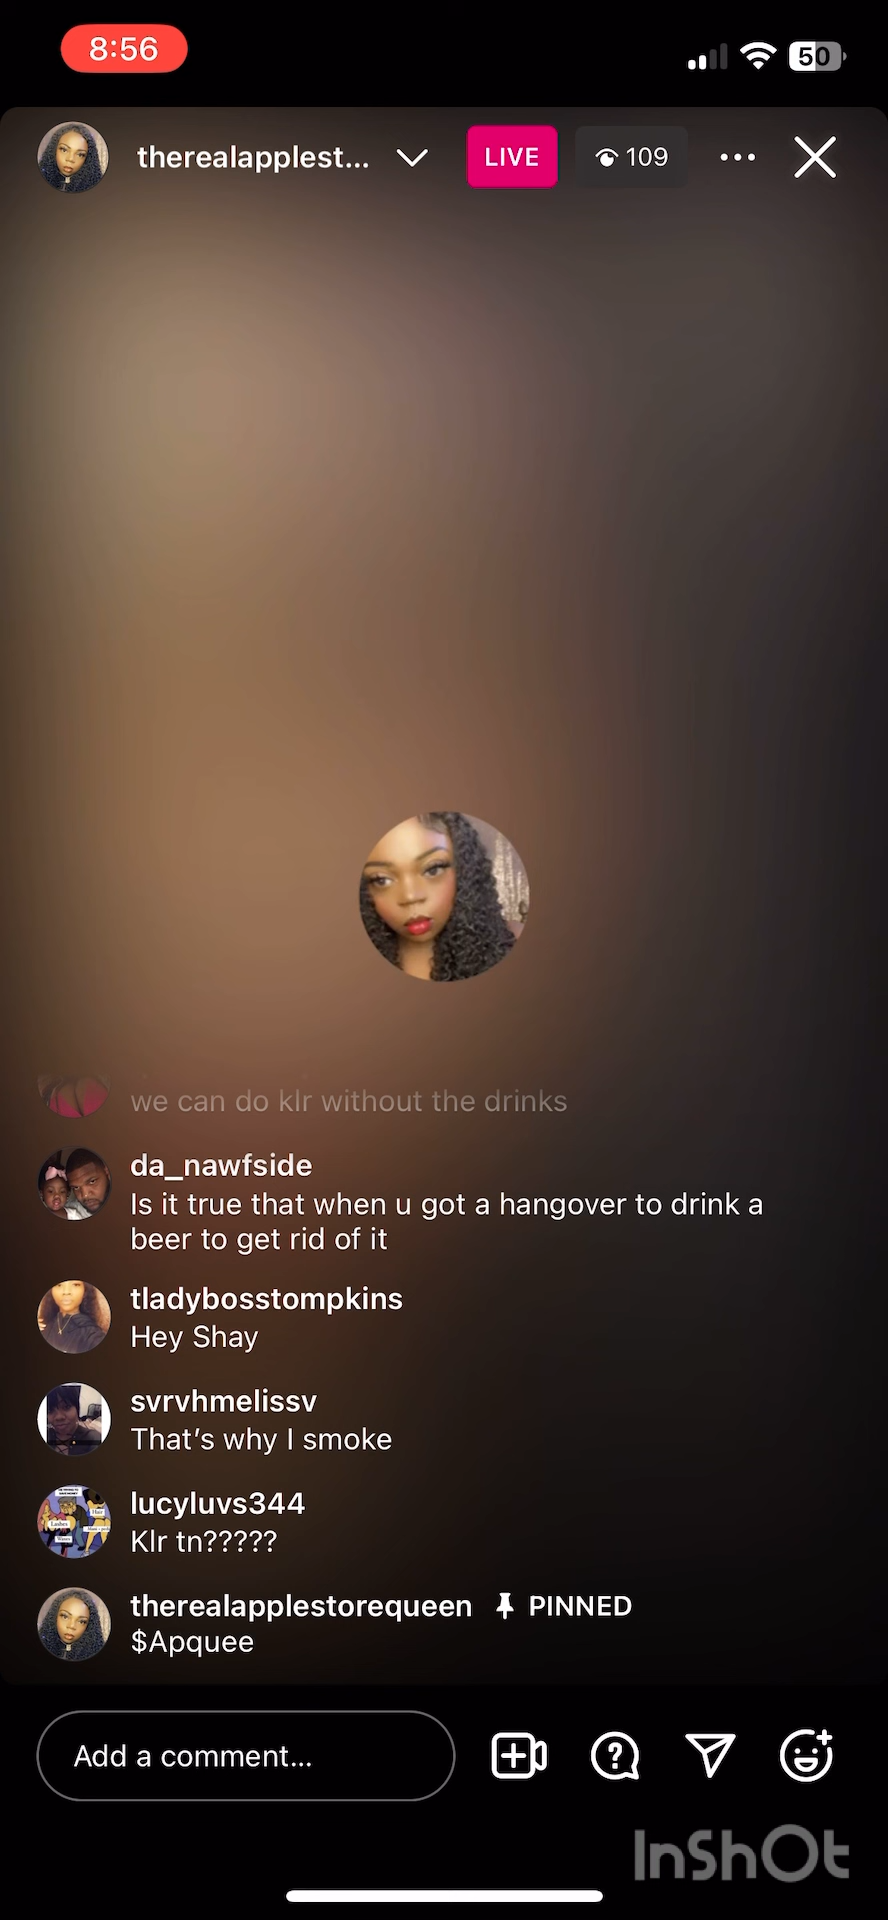 8:56
50
therealapplest...
LIVE
109
we can do klr without the drinks
da_nawfside
Is it true that when u got a hangover to drink a
beer to get rid of it
tladybosstompkins
Hey Shay
svrvhmelissv
That’s why I smoke
lucyluvs344
Klr tn?????
therealapplestorequeen PINNED
$Apquee
Add a comment...
InShOt